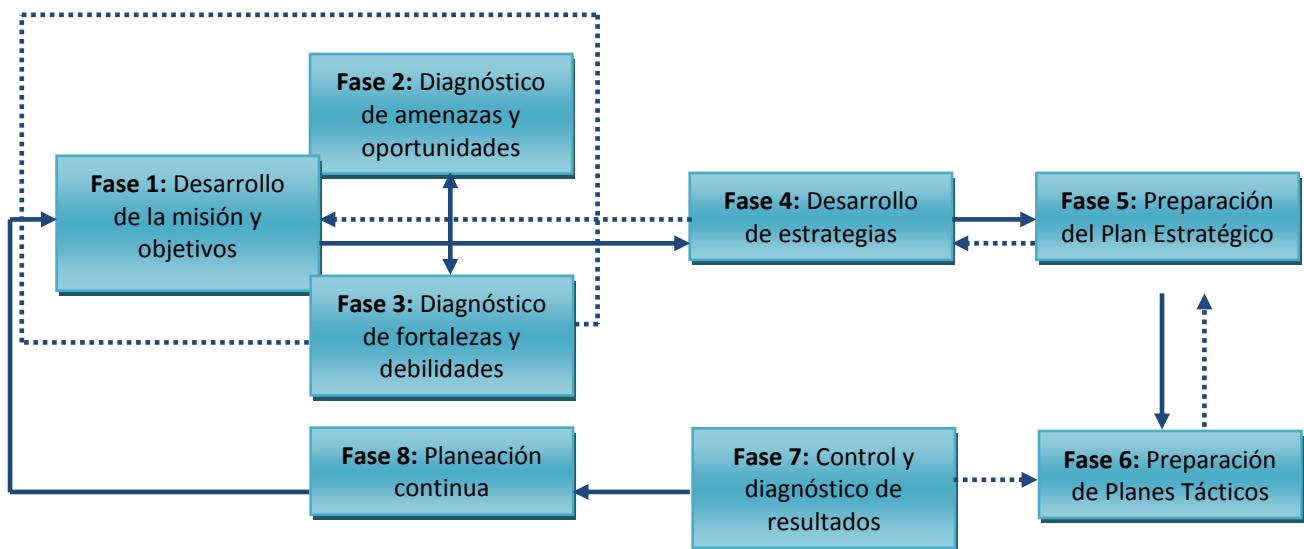 Fase 2: Diagnóstico
de amenazas y
oportunidades
Fase 1: Desarrollo
de la misión y
objetivos
Fase 3: Diagnóstico
de fortalezas y
debilidades
Fase 4: Desarrollo
de estrategias
Fase 5: Preparación
del Plan Estratégico
Fase 6: Preparación
de Planes Tácticos
Fase 7: Control y
diagnóstico de
resultados
Fase 8: Planeación
continua